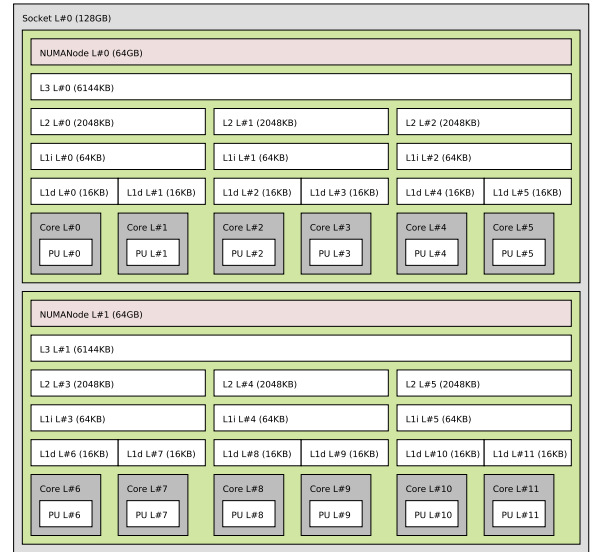 Socket L#0 (128GB)
NUMANode L#0 (64GB)
L3 L#0 (6144KB)
L2 L#0 (2048KB) L2 L#1 (2048KB) L2 L#2 (2048KB)
L1i L#0 (64KB) L1i L#1 (64KB) L1i L#2 (64KB)
L1d L#0 (16KB) L1d L#1 (16KB) L1d L#2 (16KB) L1d L#3 (16KB) L1d L#4 (16KB) L1d L#5 (16KB)
Core L#0 Core L#1 Core L#2 Core L#3 Core L#4 Core L#5
PU L#0 PU L#1 PU L#2 PU L#3 PU L#4 PU L#5
NUMANode L#1 (64GB)
L3 L#1 (6144KB)
L2 L#3 (2048KB) L2 L#4 (2048KB) L2 L#5 (2048KB)
L1i L#3 (64KB) L1i L#4 (64KB) L1i L#5 (64KB)
L1d L#6 (16KB) L1d L#7 (16KB) L1d L#8 (16KB) L1d L#9 (16KB) L1d L#10 (16KB) L1d L#11 (16KB)
Core L#6 Core L#7 Core L#8 Core L#9 Core L#10 Core L#11
PU L#6 PU L#7 PU L#8 PU L#9 PU L#10 PU L#11